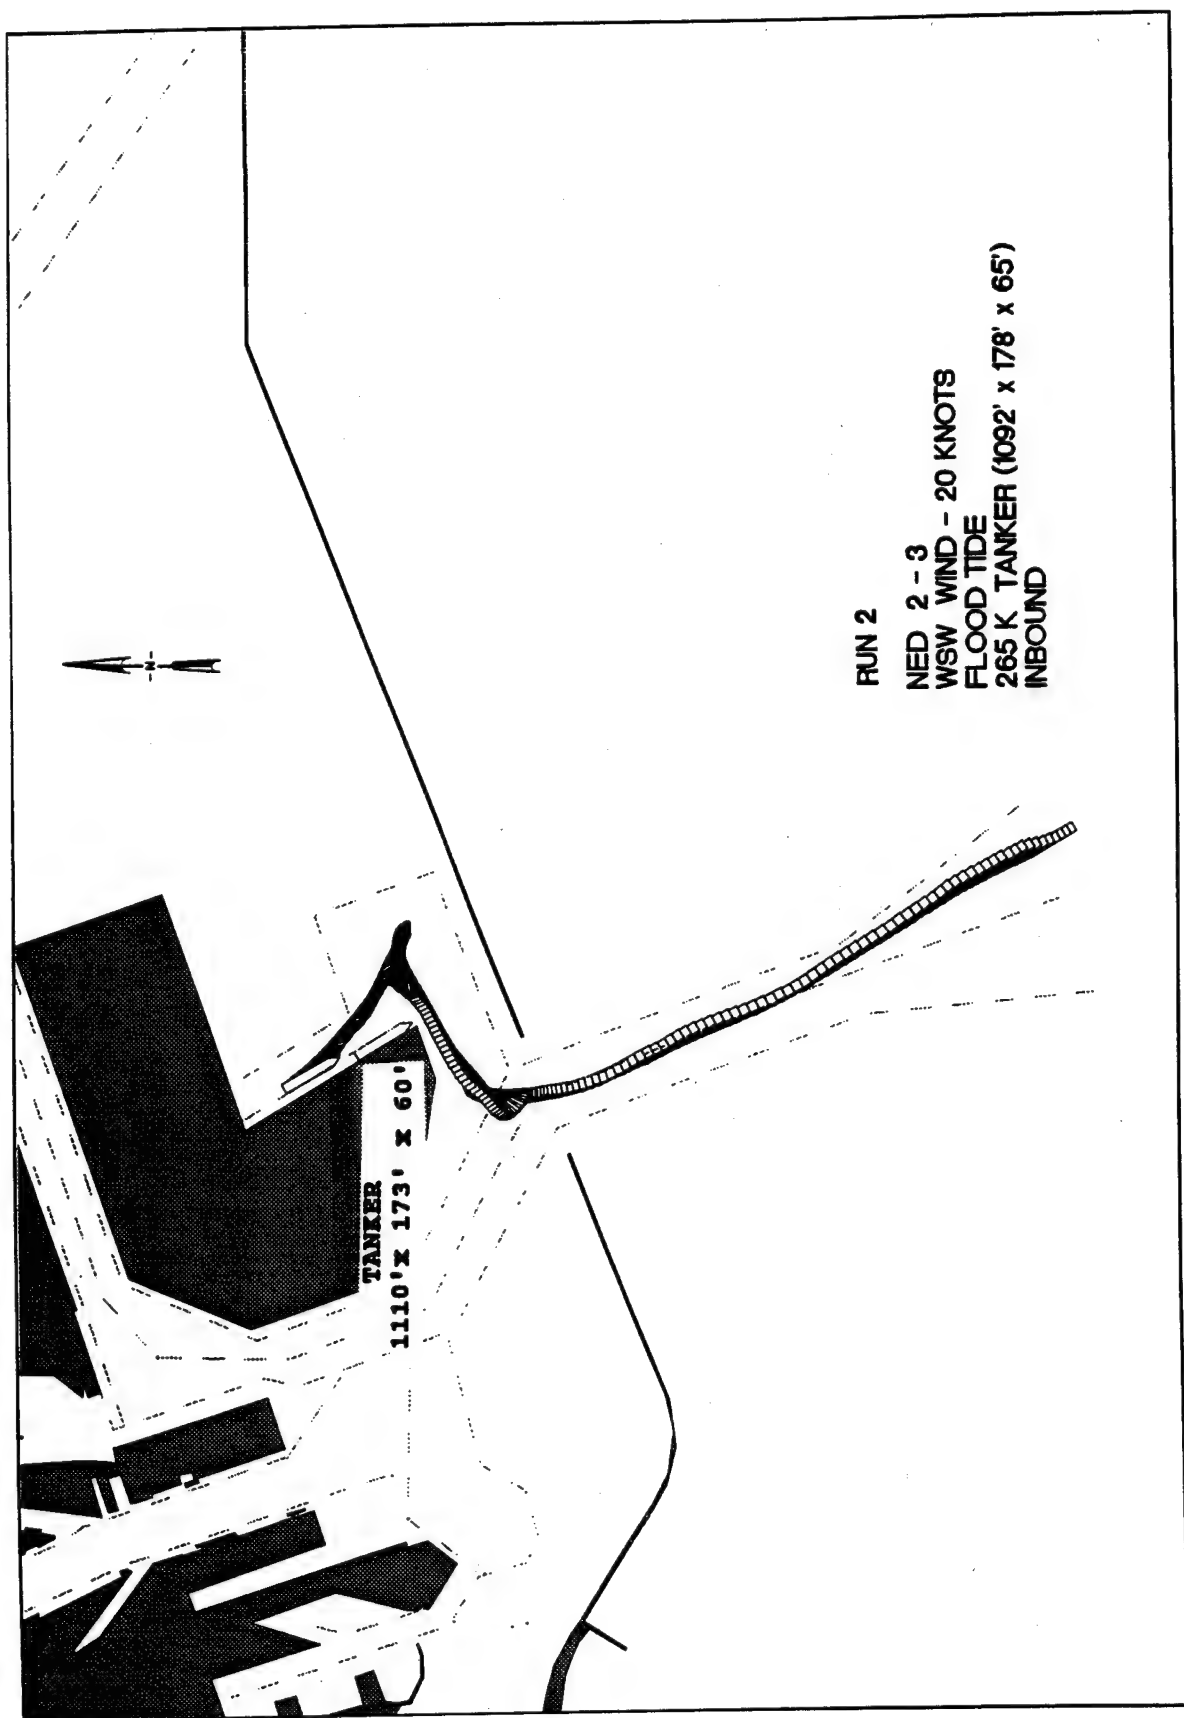 N
TANKER
1110'x 173' x 60'
RUN 2
NED 2 - 3
WSW WIND - 20 KNOTS
FLOOD TIDE
265 K TANKER (1092' x 178' x 65')
INBOUND